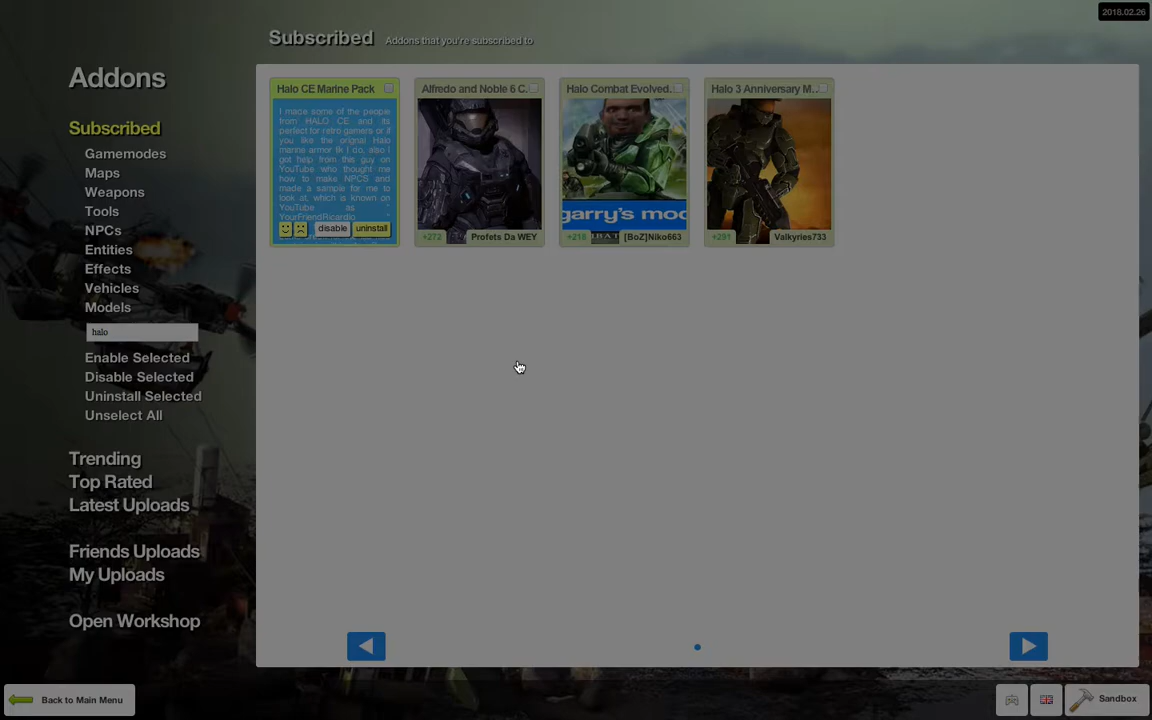 2018.02.26
Subscribed Addons that you're subscribed to
Addons
Subscribed
Gamemodes
Maps
Weapons
Tools
NPCs
Entities
Effects
Vehicles
Models
halo
Enable Selected
Disable Selected
Uninstall Selected
Unselect All
Trending
Top Rated
Latest Uploads
Friends Uploads
My Uploads
Open Workshop
Back to Main Menu
Halo CE Marine Pack
I made some of the people
from HALO CE and its
perfect for retro gamers or if
you like the orignal Halo
marine armor lik I do, also I
got help from this guy on
YouTube who thought me
how to make NPCS and
made a sample for me to
look at, which is known on
YouTube as "
YourFriendRicardio "
disable uninstall
Alfredo and Noble 6 C...
+272 Profets Da WEY
Halo Combat Evolved...
garry's moo
+218 [BoZ]Niko663
Halo 3 Anniversary M...
+291 Valkyries733
Sandbox